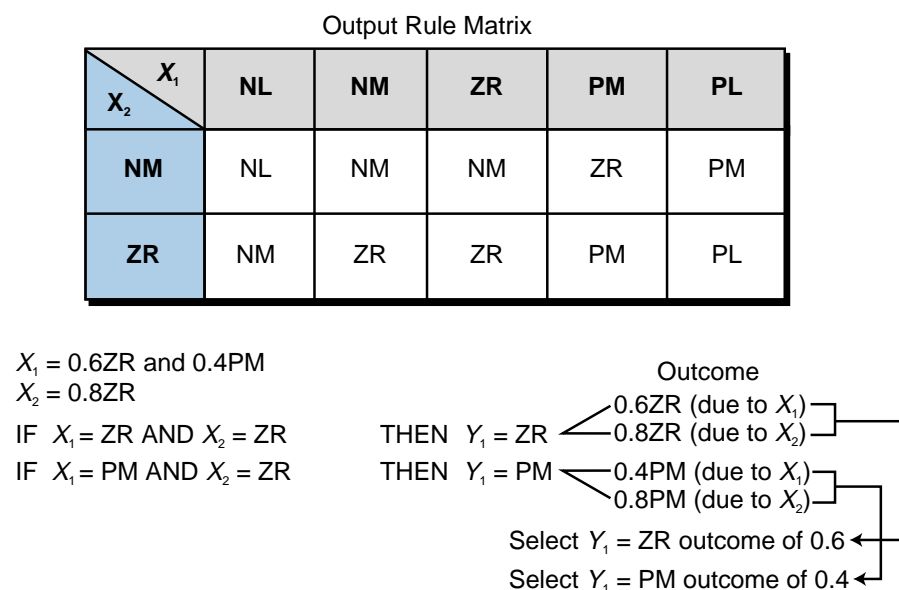 Output Rule Matrix
X₁ NL NM ZR PM PL
X₂
NM NL NM NM ZR PM
ZR NM ZR ZR PM PL
X₁ = 0.6ZR and 0.4PM
X₂ = 0.8ZR
Outcome
0.6ZR (due to X₁)
IF X₁ = ZR AND X₂ = ZR THEN Y₁ = ZR 0.8ZR (due to X₂)
IF X₁ = PM AND X₂ = ZR THEN Y₁ = PM 0.4PM (due to X₁)
0.8PM (due to X₂)
Select Y₁ = ZR outcome of 0.6
Select Y₁ = PM outcome of 0.4